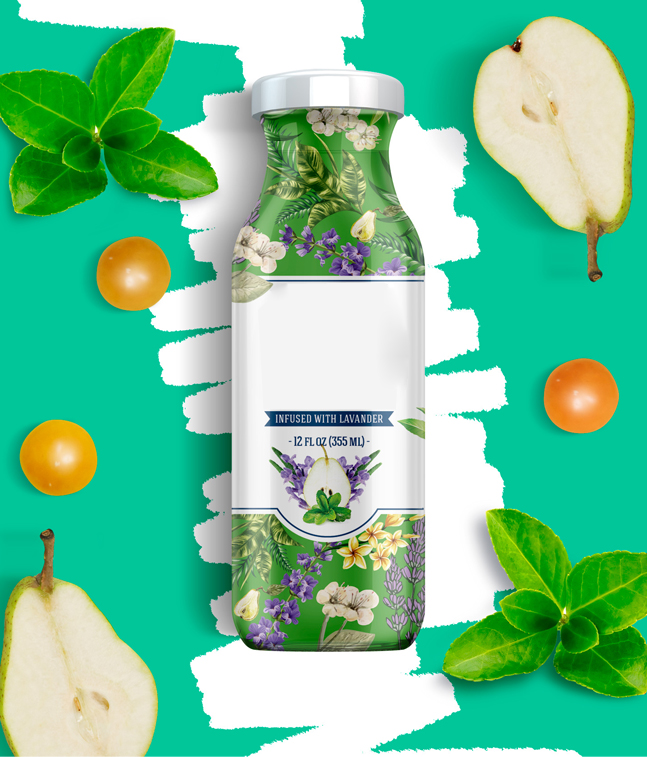 INFUSED WITH LAVANDER
- 12 FL OZ (355 ML) -